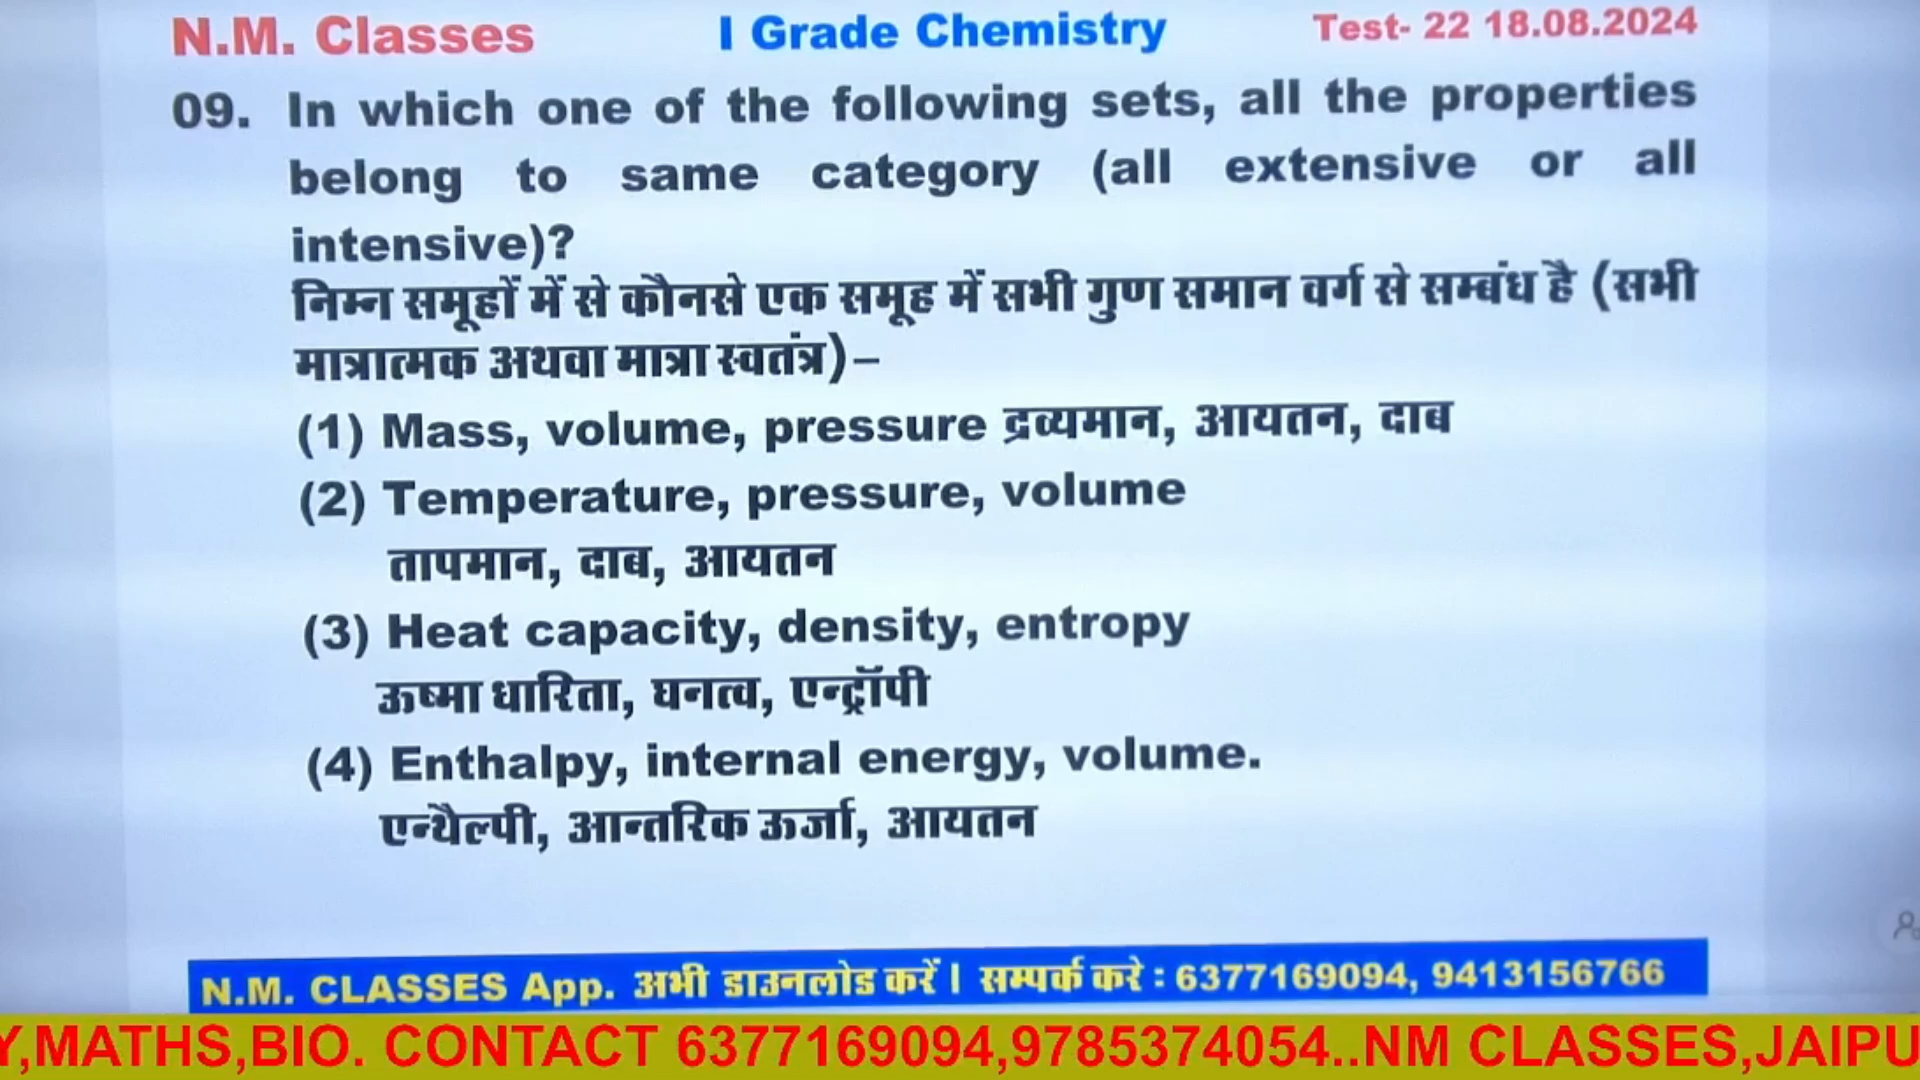 N.M. Classes I Grade Chemistry Test- 22 18.08.2024
09. In which one of the following sets, all the properties
belong to same category (all extensive or all
intensive)?
निम्न समूहों में से कौनसे एक समूह में सभी गुण समान वर्ग से सम्बंध है (सभी
मात्रात्मक अथवा मात्रा स्वतंत्र)–
(1) Mass, volume, pressure द्रव्यमान, आयतन, दाब
(2) Temperature, pressure, volume
तापमान, दाब, आयतन
(3) Heat capacity, density, entropy
ऊष्मा धारिता, घनत्व, एन्ट्रॉपी
(4) Enthalpy, internal energy, volume.
एन्थैल्पी, आन्तरिक ऊर्जा, आयतन
N.M. CLASSES App. अभी डाउनलोड करें। सम्पर्क करे : 6377169094, 9413156766
Y,MATHS,BIO. CONTACT 6377169094,9785374054..NM CLASSES,JAIPU